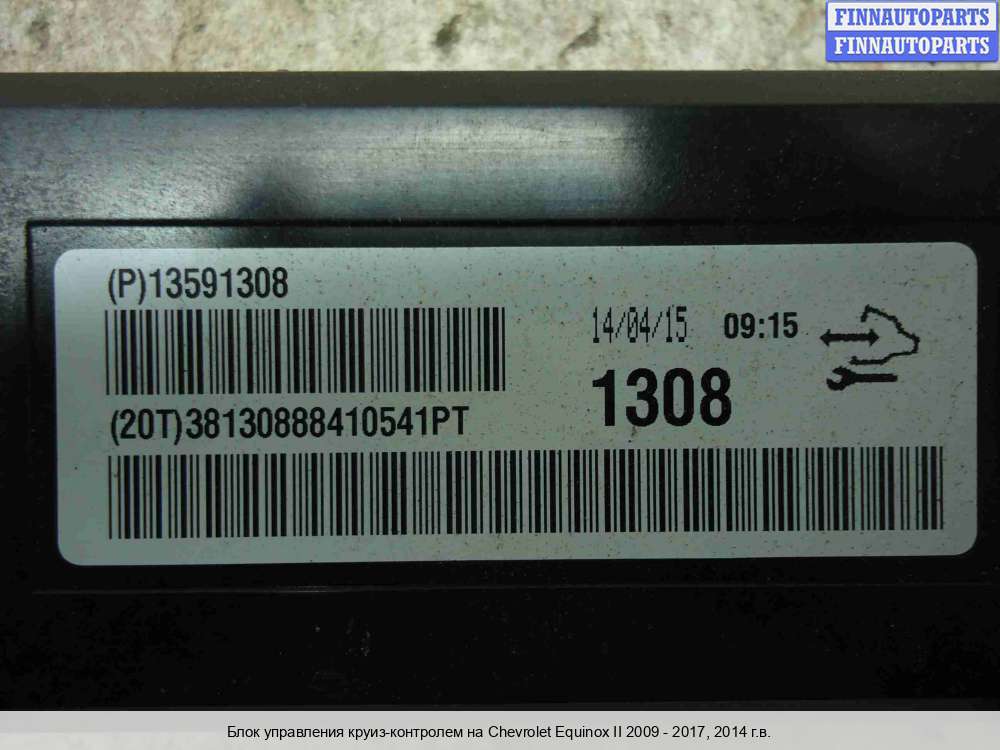 FINNAUTOPARTS
FINNAUTOPARTS
(P)13591308
14/04/15 09:15
1308
(20T)38130888410541PT
Блок управления круиз-контролем на Chevrolet Equinox II 2009 - 2017, 2014 г.в.